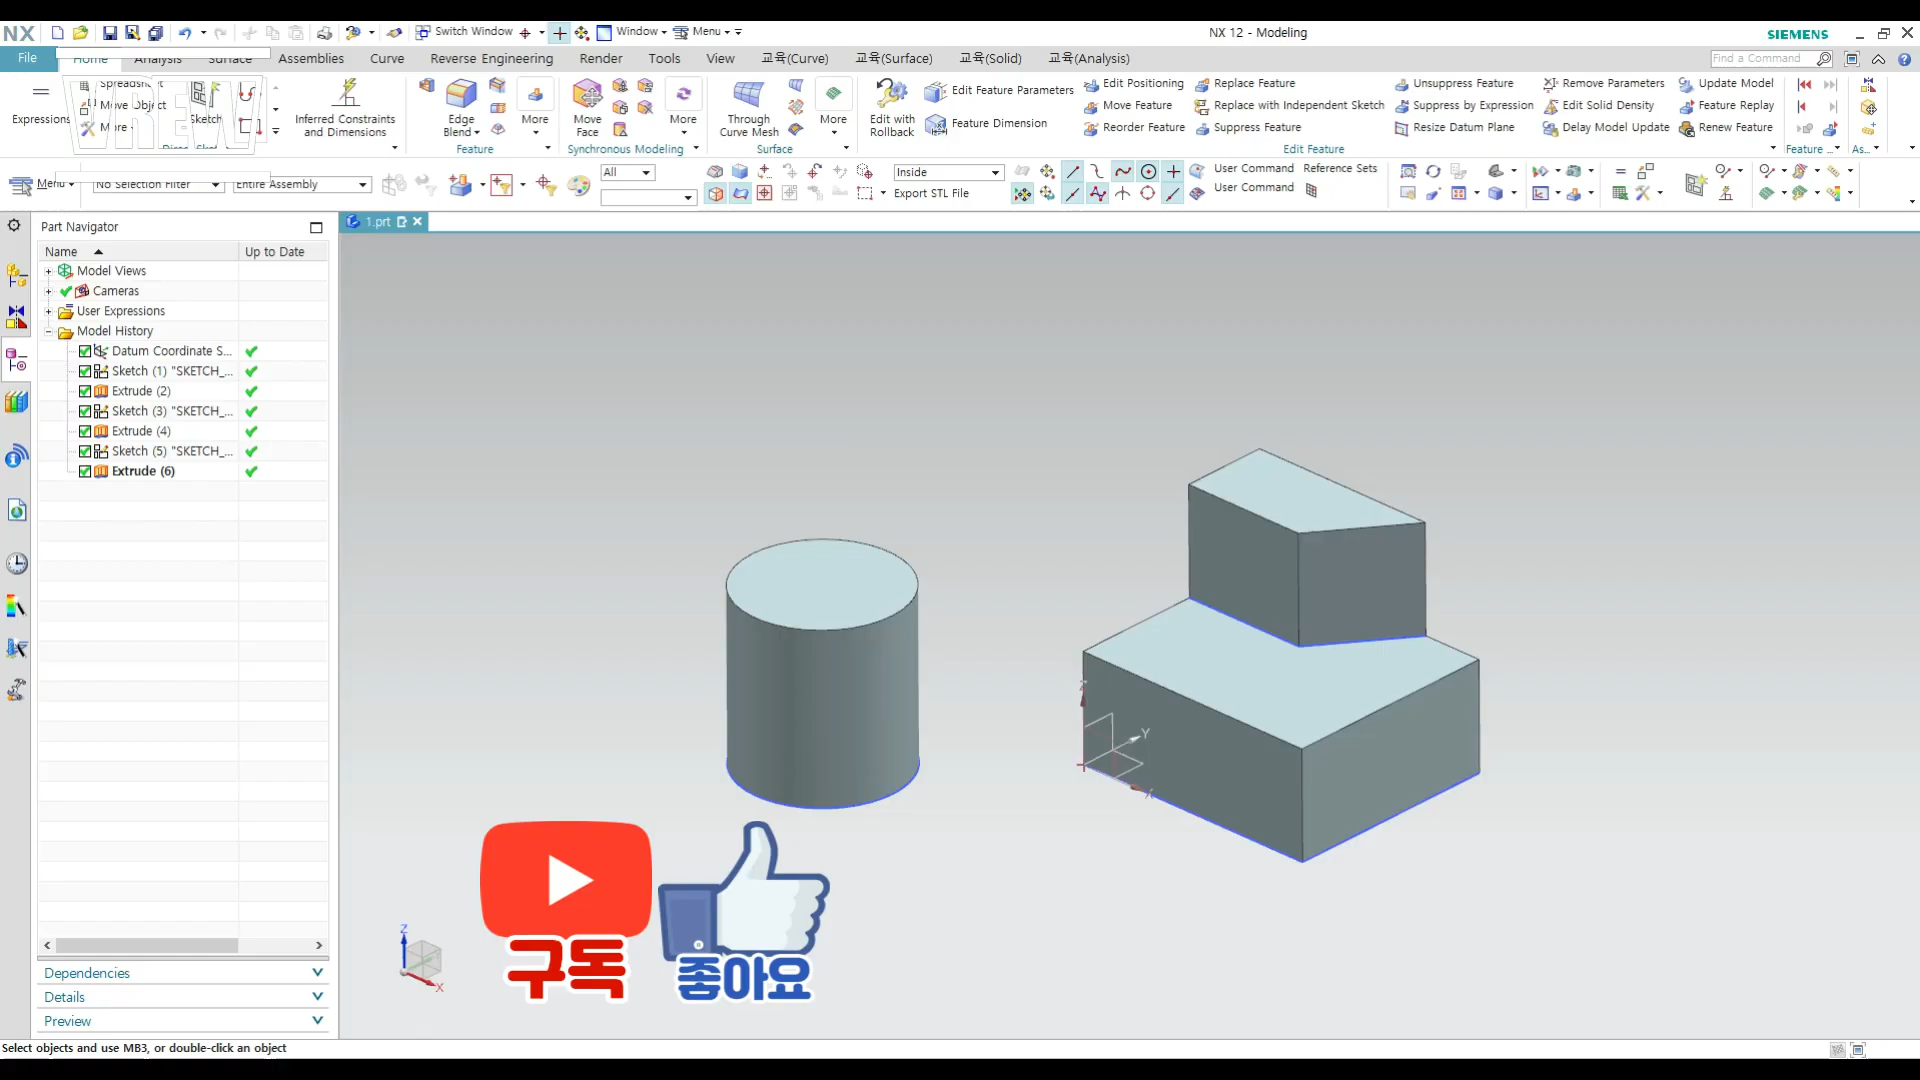 NX
Switch Window
Window
Menu
NX 12 - Modeling
SIEMENS
File
Home
Analysis
Surface
Assemblies
Curve
Reverse Engineering
Render
Tools
View
교육(Curve)
교육(Surface)
교육(Solid)
교육(Analysis)
Find a Command
Expressions
Spreadsheet
Move Object
More
Sketch
Inferred Constraints
and Dimensions
Edge
Blend
More
Feature
Move
Face
More
Synchronous Modeling
Through
Curve Mesh
More
Surface
Edit with
Rollback
Edit Feature Parameters
Feature Dimension
Edit Positioning
Move Feature
Reorder Feature
Replace Feature
Replace with Independent Sketch
Suppress Feature
Unsuppress Feature
Suppress by Expression
Resize Datum Plane
Remove Parameters
Edit Solid Density
Delay Model Update
Update Model
Feature Replay
Renew Feature
Edit Feature
Feature ...
As...
Menu
No Selection Filter
Entire Assembly
All
Inside
Export STL File
User Command
Reference Sets
User Command
Part Navigator
1.prt
Name
Up to Date
Model Views
Cameras
User Expressions
Model History
Datum Coordinate S...
Sketch (1) "SKETCH_...
Extrude (2)
Sketch (3) "SKETCH_...
Extrude (4)
Sketch (5) "SKETCH_...
Extrude (6)
Z
Y
X
Z
X
구독
좋아요
Dependencies
Details
Preview
Select objects and use MB3, or double-click an object